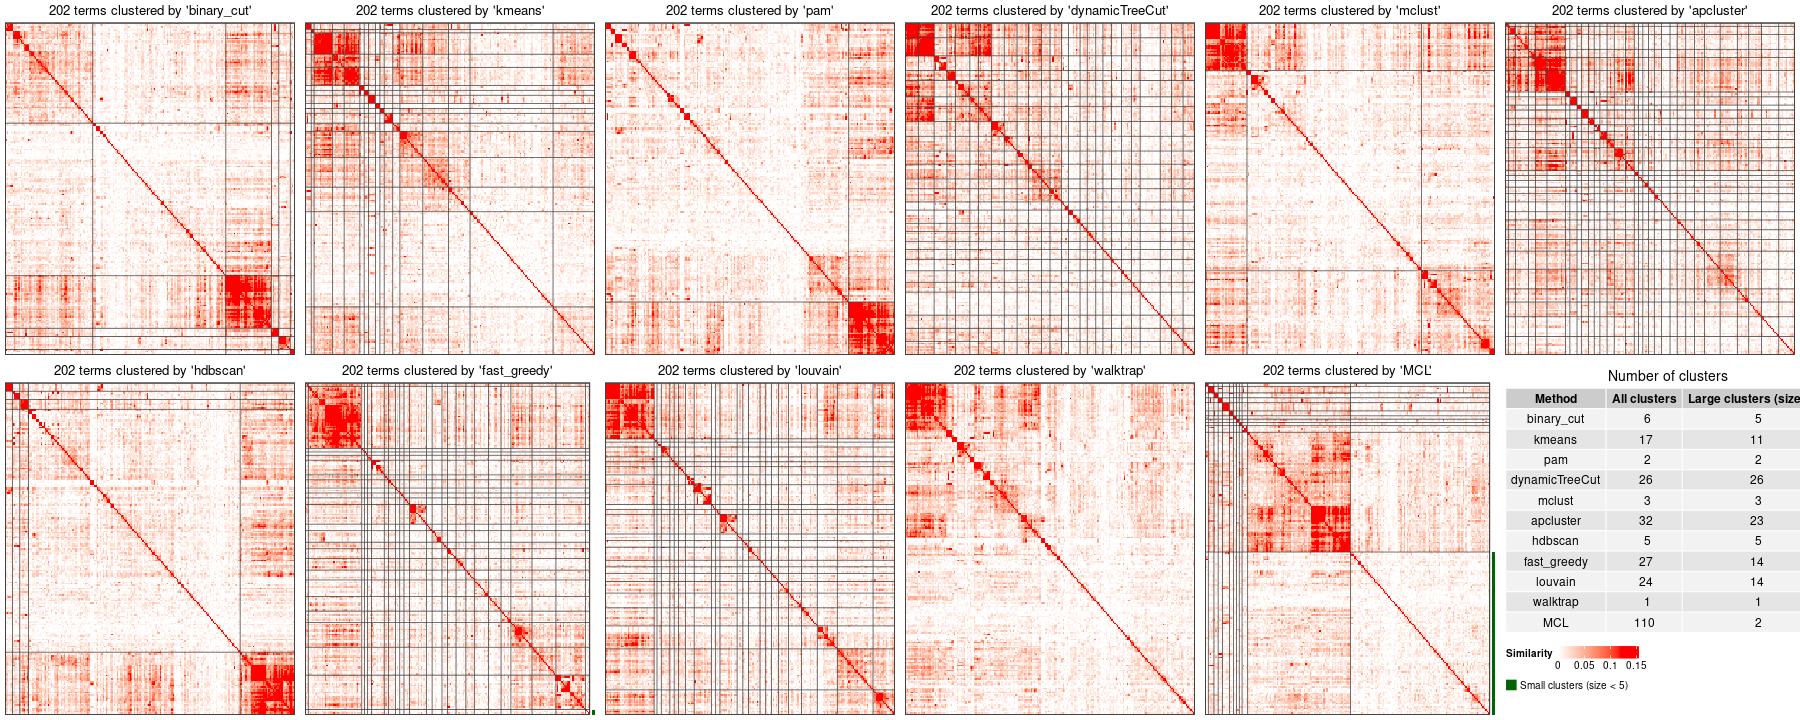 202 terms clustered by 'binary_cut'
202 terms clustered by 'kmeans'
202 terms clustered by 'pam'
202 terms clustered by 'dynamicTreeCut'
202 terms clustered by 'mclust'
202 terms clustered by 'apcluster'
202 terms clustered by 'hdbscan'
202 terms clustered by 'fast_greedy'
202 terms clustered by 'louvain'
202 terms clustered by 'walktrap'
202 terms clustered by 'MCL'
Number of clusters
Method All clusters Large clusters (size
binary_cut 6 5
kmeans 17 11
pam 2 2
dynamicTreeCut 26 26
mclust 3 3
apcluster 32 23
hdbscan 5 5
fast_greedy 27 14
louvain 24 14
walktrap 1 1
MCL 110 2
Similarity
0 0.05 0.1 0.15
Small clusters (size < 5)